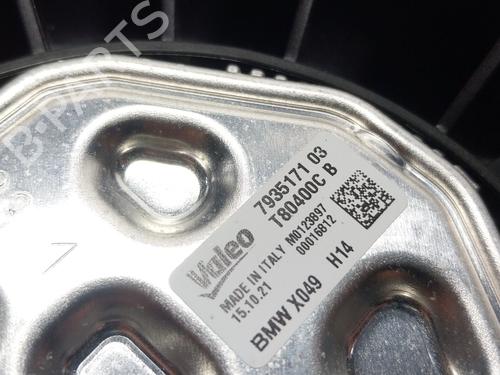 B-PARTS
Valeo
7935171 03
T80400C B
MADE IN ITALY M0123897
15.10.21
00016812
BMW X049 H14